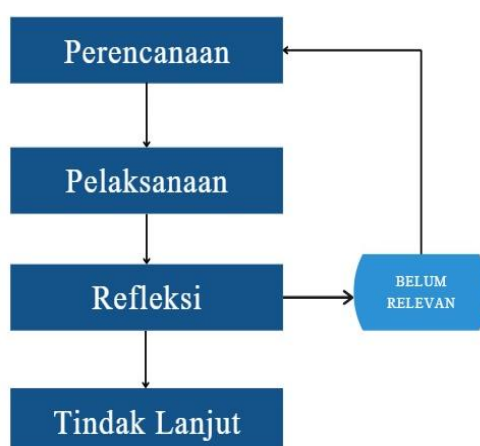 Perencanaan
Pelaksanaan
Refleksi
BELUM
RELEVAN
Tindak Lanjut